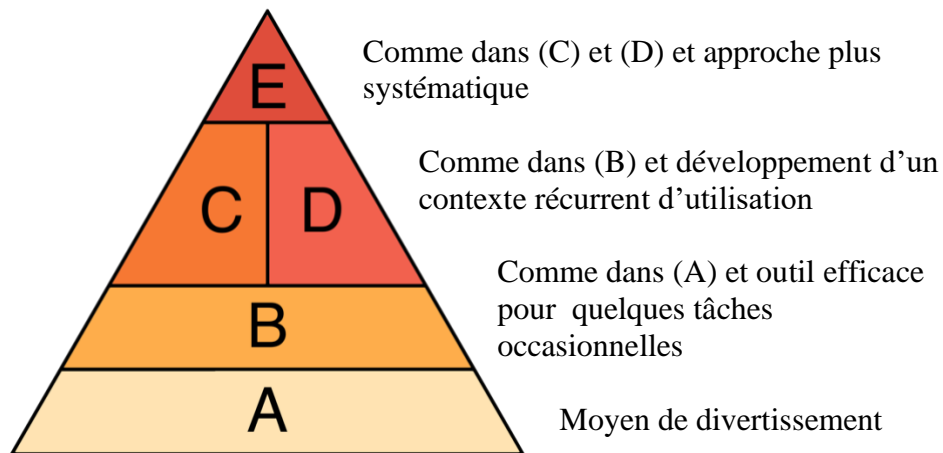 E
Comme dans (C) et (D) et approche plus
systématique
C
D
Comme dans (B) et développement d’un
contexte récurrent d’utilisation
B
Comme dans (A) et outil efficace
pour quelques tâches
occasionnelles
A
Moyen de divertissement